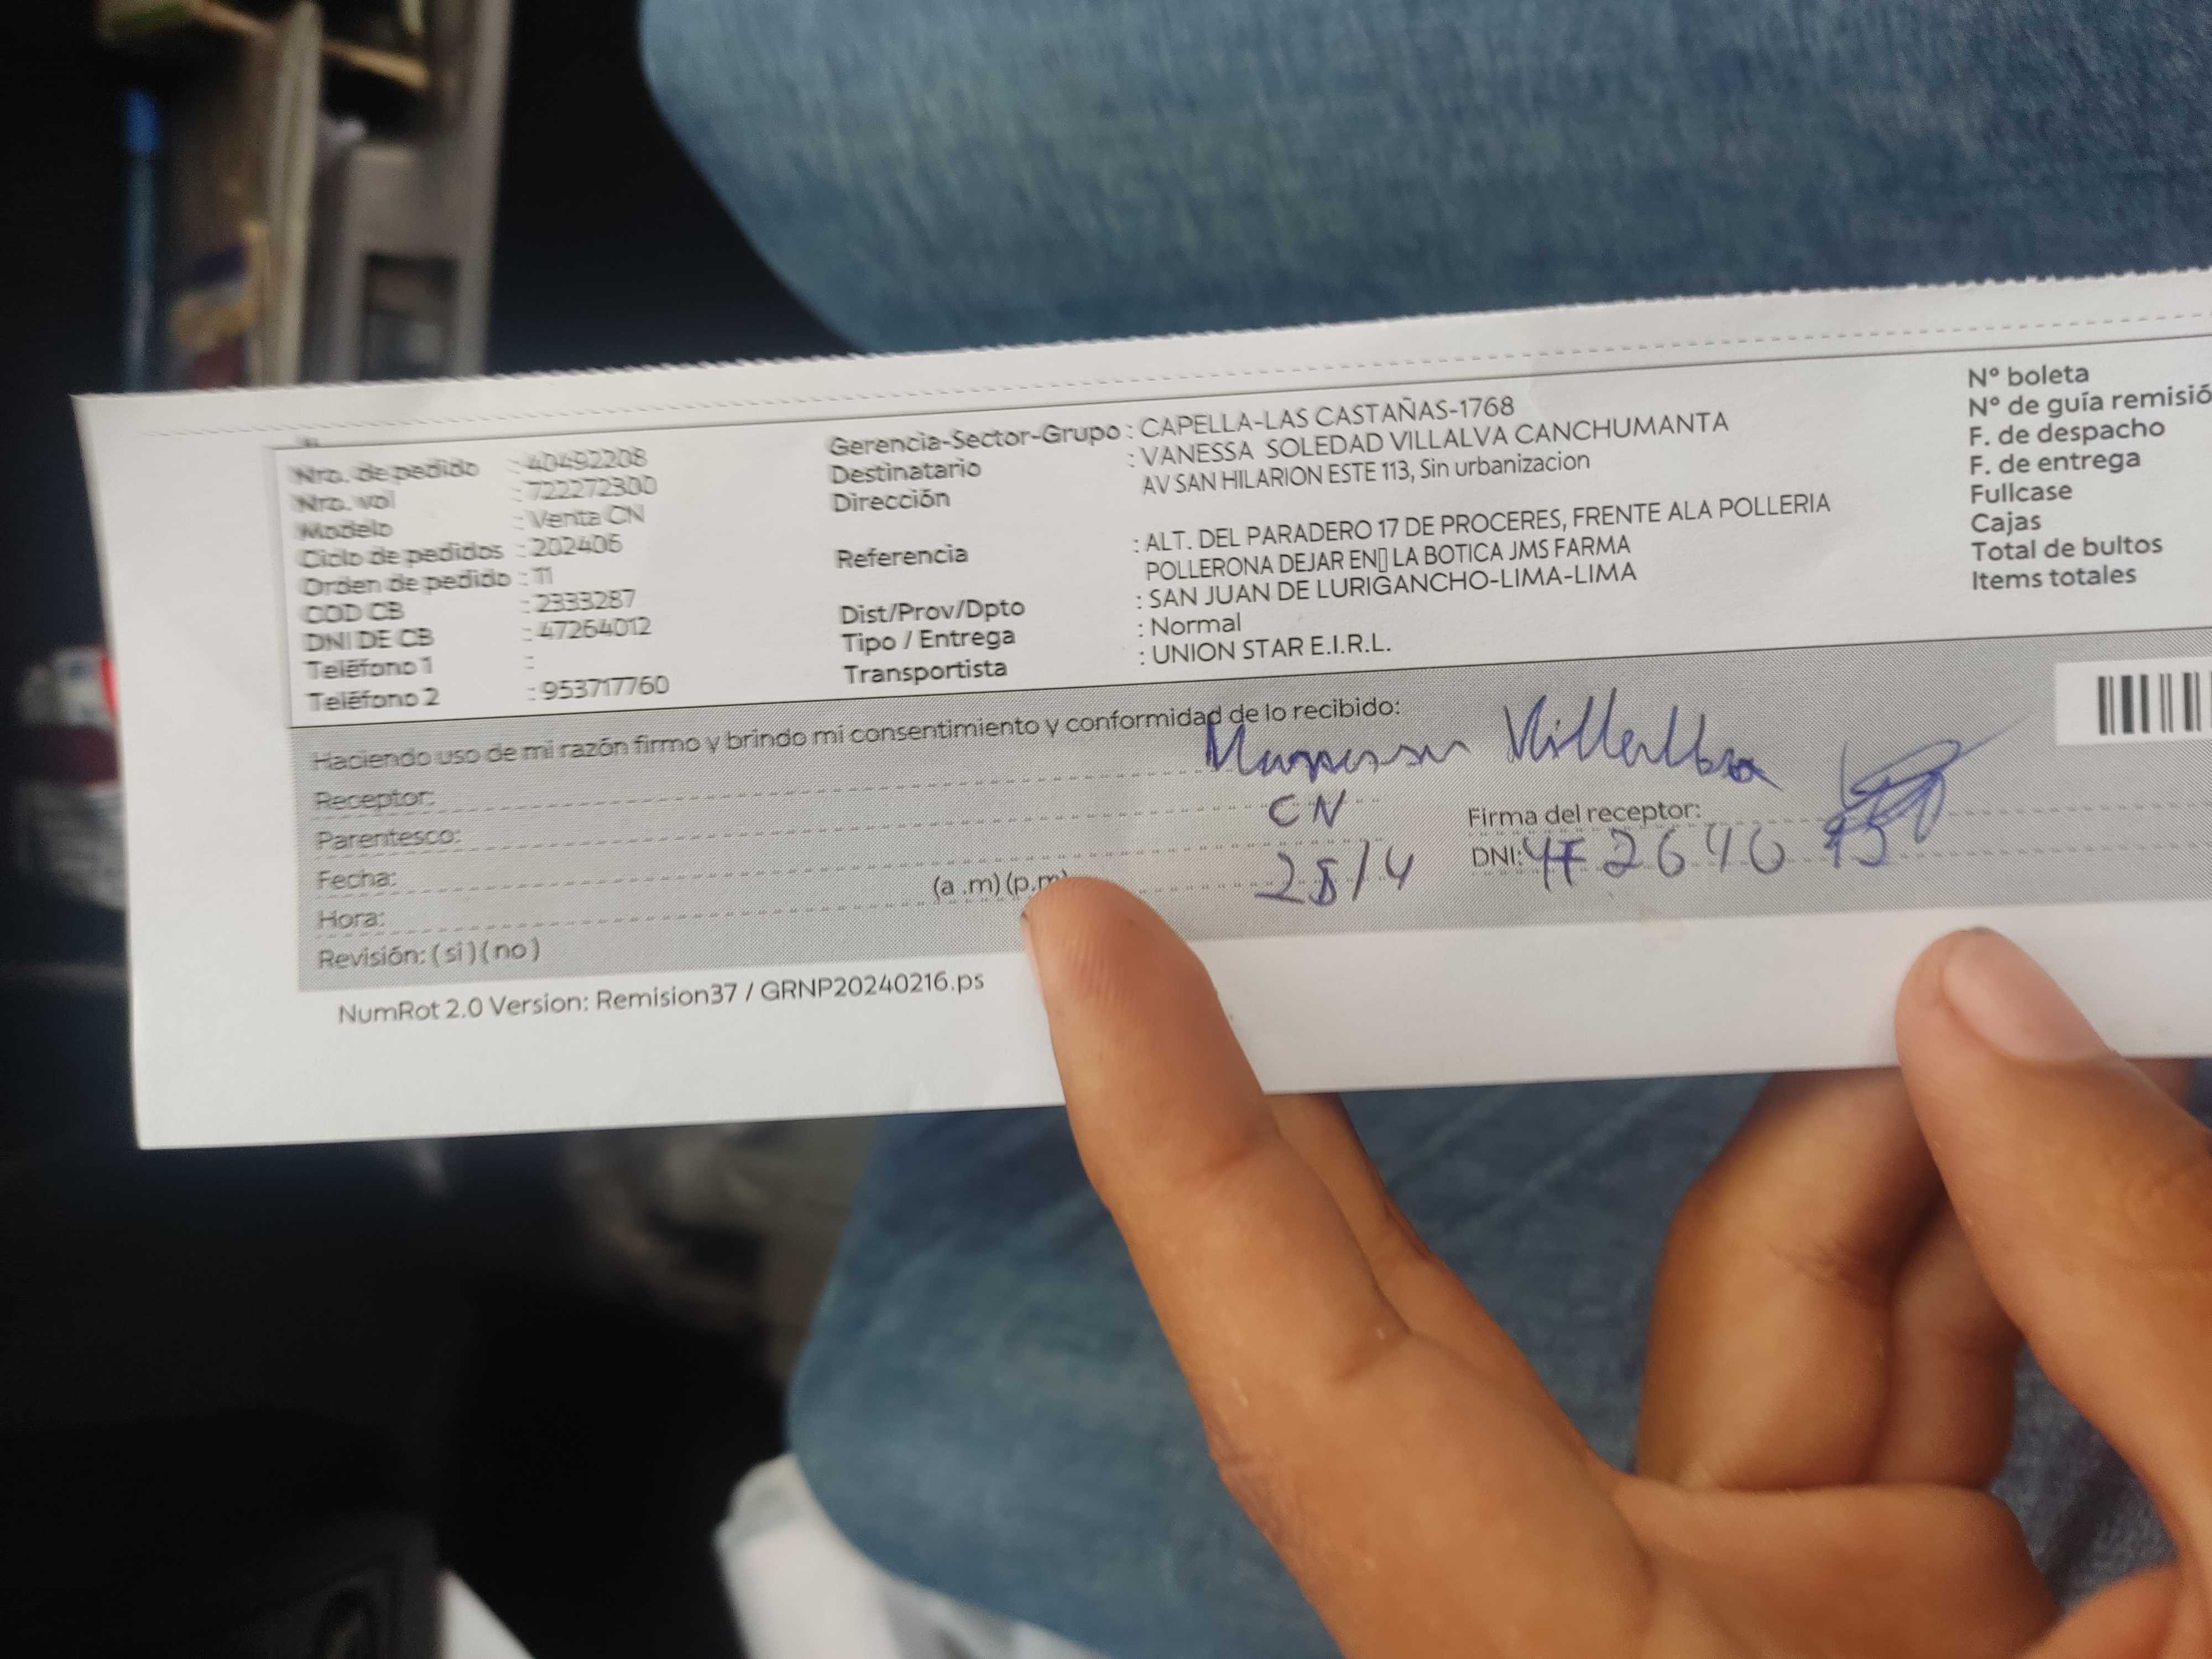 Nro. de pedido : 40492208
Nro. vol : 722272300
Modelo : Venta CN
Ciclo de pedidos : 202406
Orden de pedido : 11
COD CB : 2333287
DNI DE CB : 47264012
Teléfono 1 :
Teléfono 2 : 953717760
Gerencia-Sector-Grupo : CAPELLA-LAS CASTAÑAS-1768
Destinatario : VANESSA SOLEDAD VILLALVA CANCHUMANTA
Dirección AV SAN HILARION ESTE 113, Sin urbanizacion
Referencia : ALT. DEL PARADERO 17 DE PROCERES, FRENTE ALA POLLERIA
POLLERONA DEJAR EN▯ LA BOTICA JMS FARMA
Dist/Prov/Dpto : SAN JUAN DE LURIGANCHO-LIMA-LIMA
Tipo / Entrega : Normal
Transportista : UNION STAR E.I.R.L.
Nº boleta
Nº de guía remisió
F. de despacho
F. de entrega
Fullcase
Cajas
Total de bultos
Items totales
Haciendo uso de mi razón firmo y brindo mi consentimiento y conformidad de lo recibido:
Receptor:
Parentesco: CN
Fecha: 28/4
Hora: (a .m) (p.m)
Revisión: ( si ) ( no )
Firma del receptor:
DNI:
NumRot 2.0 Version: Remision37 / GRNP20240216.ps